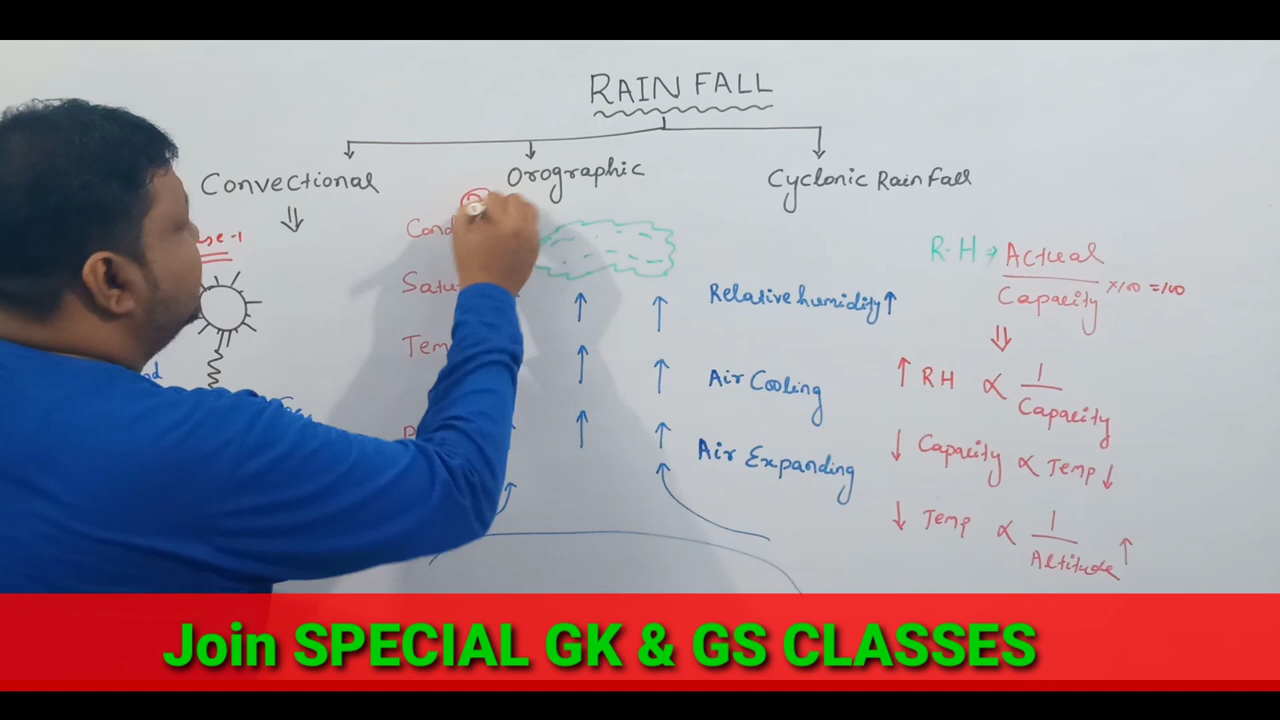 RAIN FALL
Convectional
Orographic
Cyclonic Rain Fall
R.H → Actual
Capacity
×100 = 100
Relative humidity ↑
↑ RH ∝ 1
Capacity
Air Cooling
Air Expanding
↓ Capacity ∝ Temp ↓
↓ Temp ∝ 1
Altitude ↑
Join SPECIAL GK & GS CLASSES